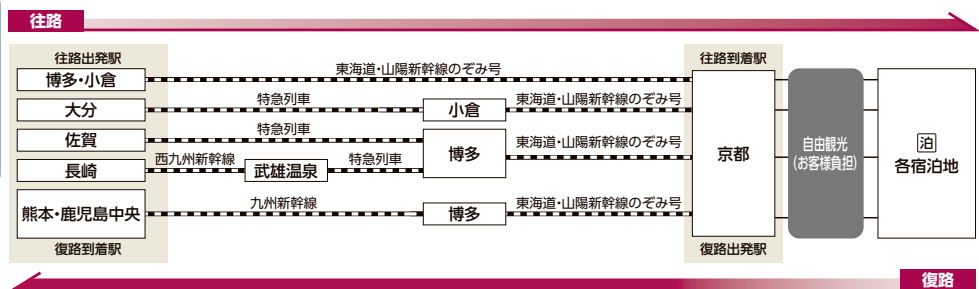 往路
往路出発駅
往路到着駅
博多・小倉
東海道・山陽新幹線のぞみ号
大分
特急列車
小倉
東海道・山陽新幹線のぞみ号
佐賀
特急列車
博多
東海道・山陽新幹線のぞみ号
長崎
西九州新幹線
武雄温泉
特急列車
熊本・鹿児島中央
九州新幹線
博多
東海道・山陽新幹線のぞみ号
京都
自由観光
(お客様負担)
泊
各宿泊地
復路到着駅
復路出発駅
復路